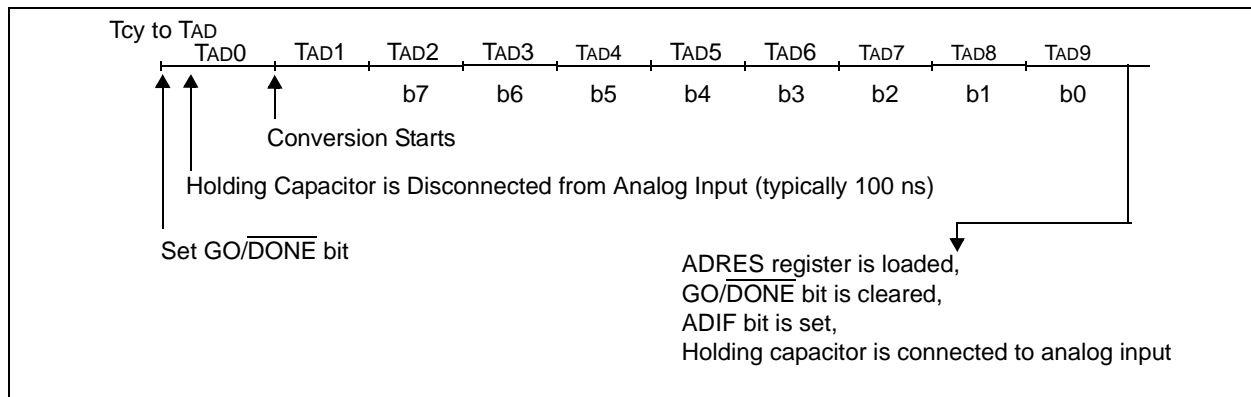 Tcy to TAD
TAD0 TAD1 TAD2 TAD3 TAD4 TAD5 TAD6 TAD7 TAD8 TAD9
b7 b6 b5 b4 b3 b2 b1 b0
Conversion Starts
Holding Capacitor is Disconnected from Analog Input (typically 100 ns)
Set GO/DONE bit
ADRES register is loaded,
GO/DONE bit is cleared,
ADIF bit is set,
Holding capacitor is connected to analog input